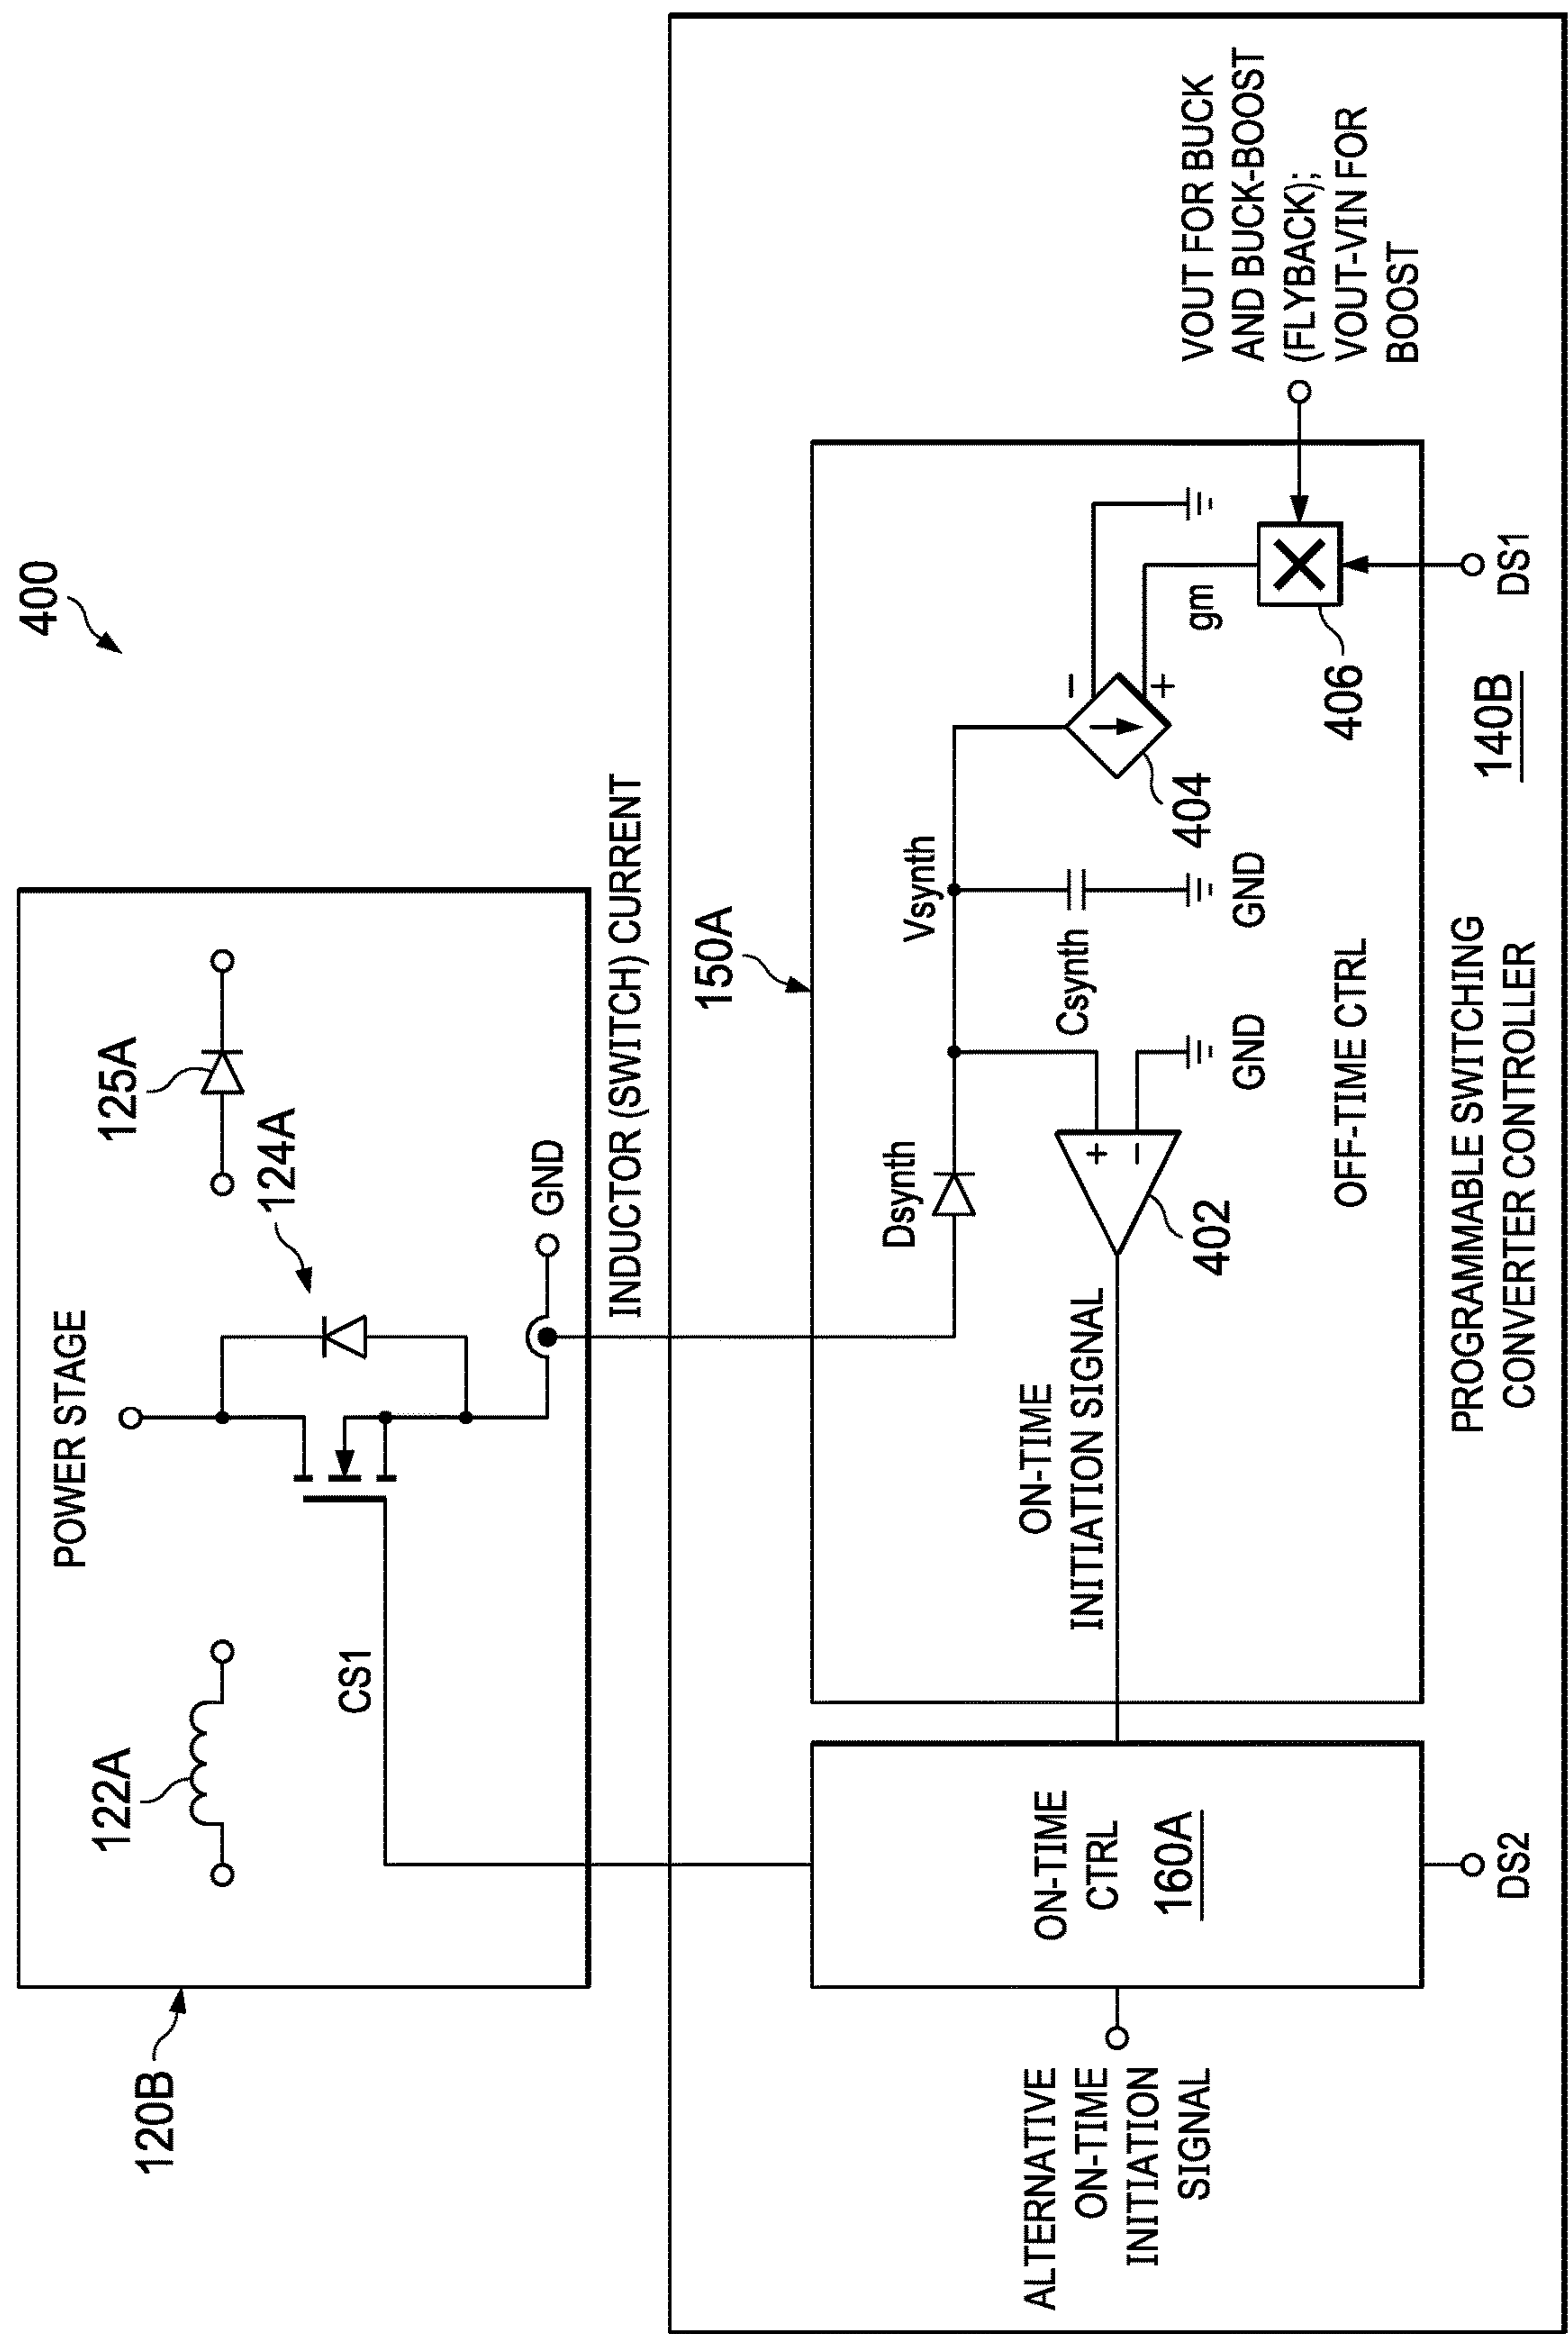 400
120B
122A
POWER STAGE
124A
125A
CS1
GND
INDUCTOR (SWITCH) CURRENT
150A
ALTERNATIVE
ON-TIME
INITIATION
SIGNAL
ON-TIME
CTRL
160A
DS2
ON-TIME
INITIATION SIGNAL
Dsynth
+
−
402
GND
Vsynth
Csynth
GND
404
−
+
gm
406
DS1
OFF-TIME CTRL
VOUT FOR BUCK
AND BUCK-BOOST
(FLYBACK);
VOUT-VIN FOR
BOOST
PROGRAMMABLE SWITCHING
CONVERTER CONTROLLER
140B